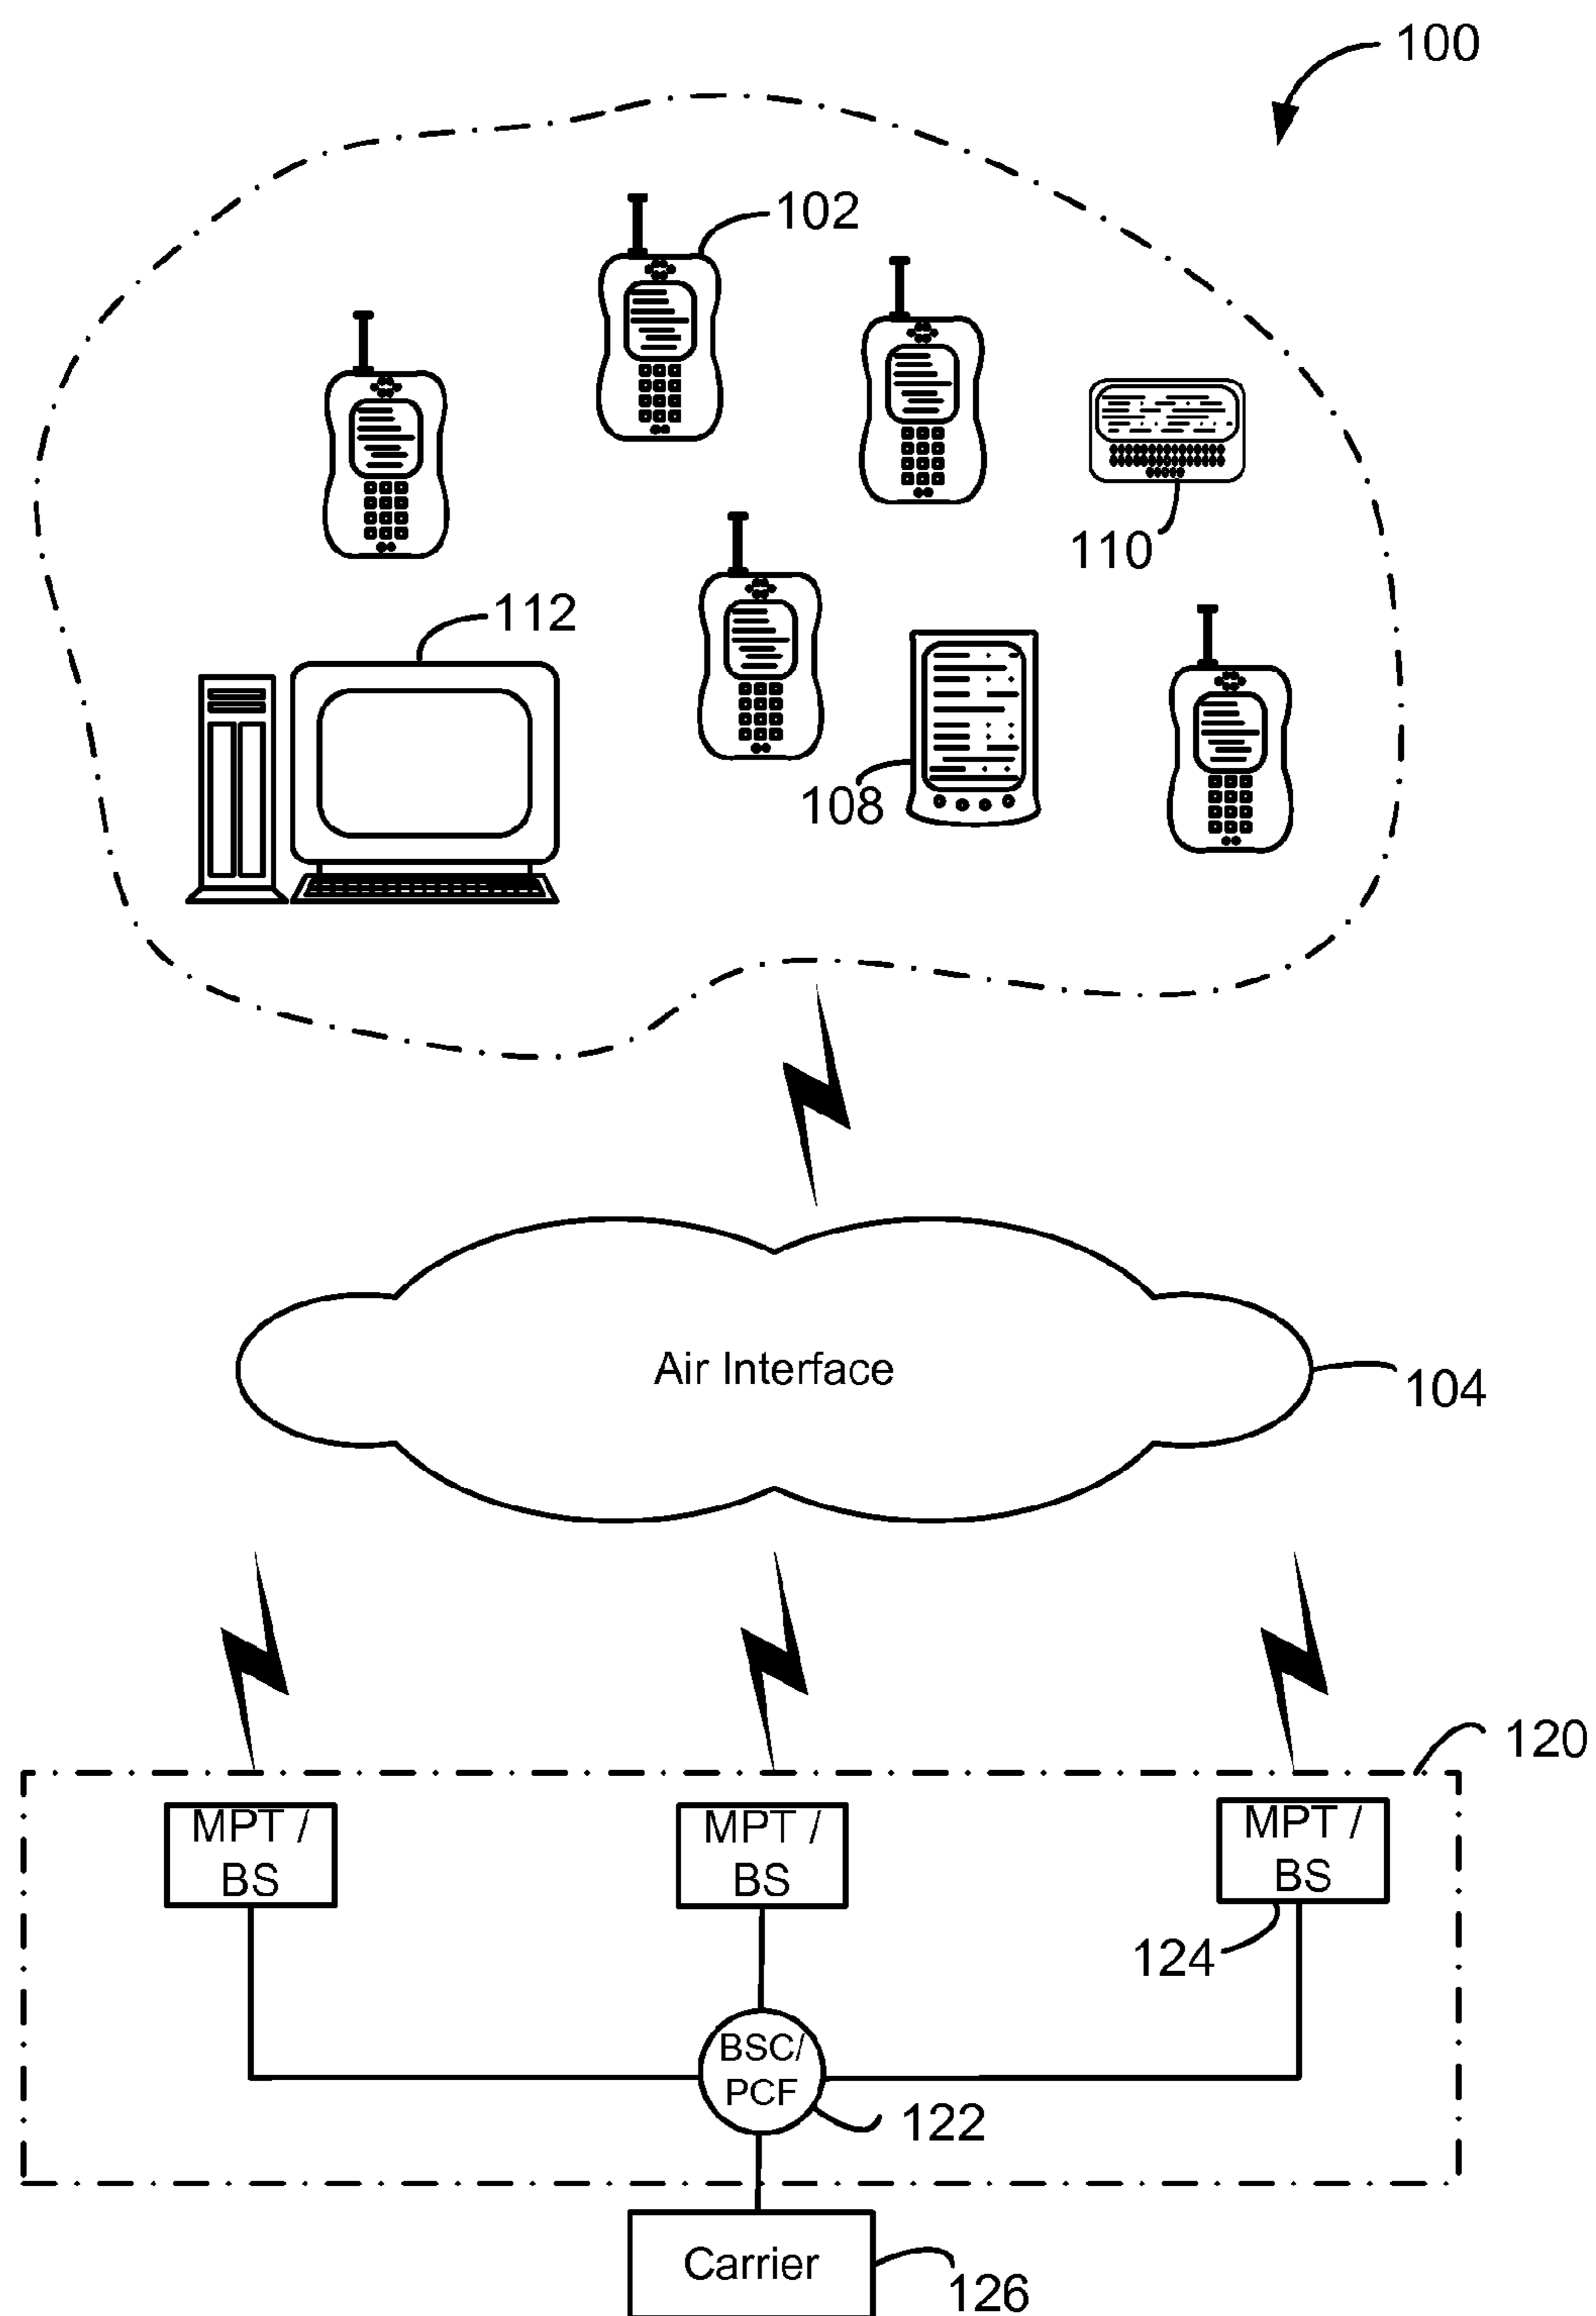 100
102
110
112
108
Air Interface
104
120
MPT /
BS
MPT /
BS
MPT /
BS
124
BSC/
PCF
122
Carrier
126